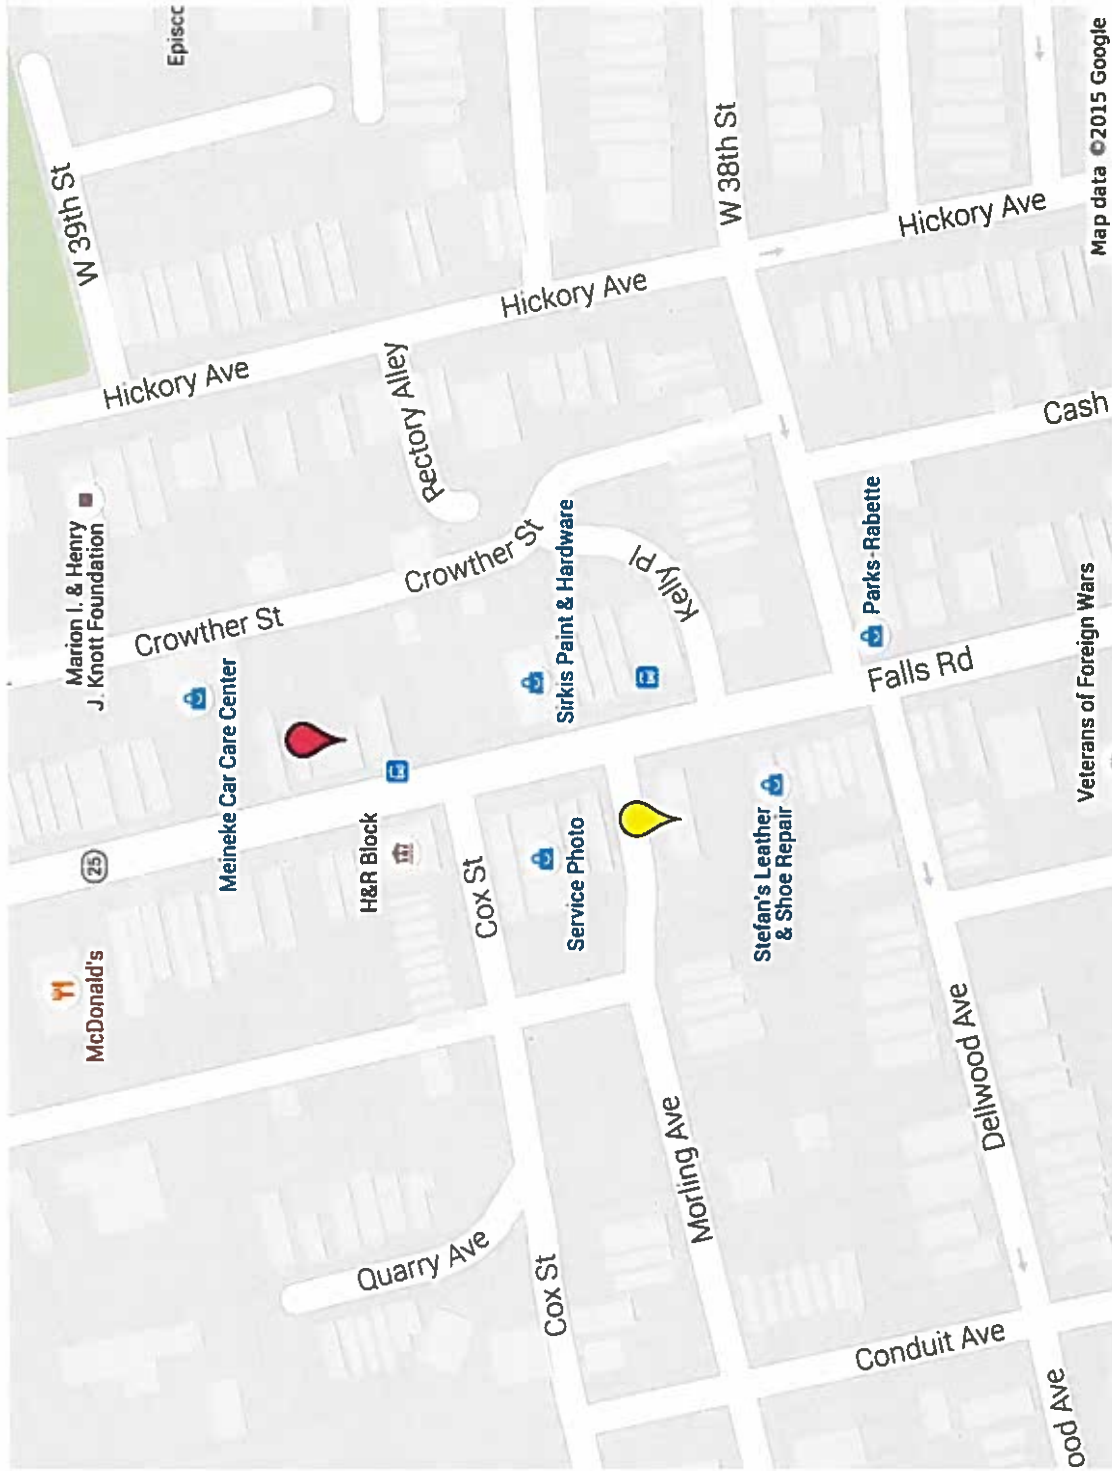 Episc
W 39th St
Hickory Ave
Marion I. & Henry
J. Knott Foundation
W 38th St
Hickory Ave
Hickory Ave
Rectory Alley
Crowther St
Crowther St
Meineke Car Care Center
Sirkis Paint & Hardware
Kelly Pl
Cash
Parks-Rabette
Falls Rd
Veterans of Foreign Wars
25
McDonald's
H&R Block
Cox St
Service Photo
Stefan's Leather
& Shoe Repair
Quarry Ave
Cox St
Morling Ave
Dellwood Ave
Conduit Ave
ood Ave
Map data ©2015 Google